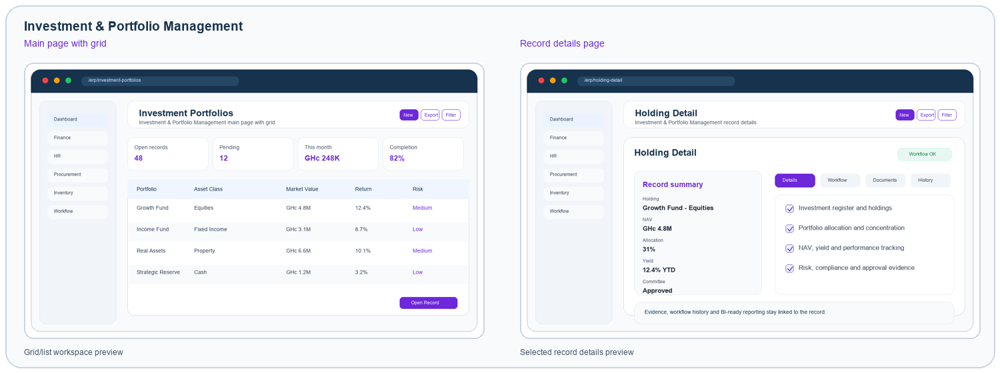 Investment & Portfolio Management
Main page with grid
/erp/investment-portfolios
Dashboard
Finance
HR
Procurement
Inventory
Workflow
Investment Portfolios
Investment & Portfolio Management main page with grid
New Export Filter
Open records Pending This month Completion
48 12 GHc 248K 82%
Portfolio Asset Class Market Value Return Risk
Growth Fund Equities GHc 4.8M 12.4% Medium
Income Fund Fixed Income GHc 3.1M 8.7% Low
Real Assets Property GHc 6.6M 10.1% Medium
Strategic Reserve Cash GHc 1.2M 3.2% Low
Open Record
Grid/list workspace preview
Record details page
/erp/holding-detail
Dashboard
Finance
HR
Procurement
Inventory
Workflow
Holding Detail
Investment & Portfolio Management record details
New Export Filter
Holding Detail
Workflow OK
Record summary
Holding
Growth Fund - Equities
NAV
GHc 4.8M
Allocation
31%
Yield
12.4% YTD
Committee
Approved
Details Workflow Documents History
Investment register and holdings
Portfolio allocation and concentration
NAV, yield and performance tracking
Risk, compliance and approval evidence
Evidence, workflow history and BI-ready reporting stay linked to the record.
Selected record details preview